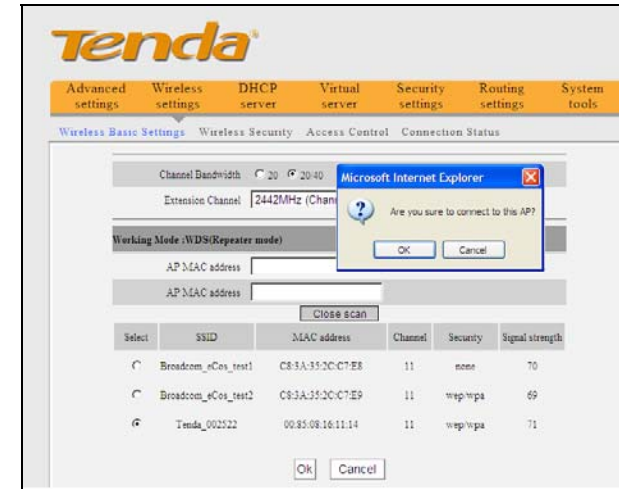 Tenda
Advanced settings Wireless settings DHCP server Virtual server Security settings Routing settings System tools
Wireless Basic Settings Wireless Security Access Control Connection Status
Channel Bandwidth 20 20/40
Extension Channel 2442MHz (Chann
Microsoft Internet Explorer
Are you sure to connect to this AP?
OK Cancel
Working Mode :WDS(Repeater mode)
AP MAC address
AP MAC address
Close scan
Select SSID MAC address Channel Security Signal strength
Broadcom_eCos_test1 C8:3A:35:2C:C7:E8 11 none 70
Broadcom_eCos_test2 C8:3A:35:2C:C7:E9 11 wep/wpa 69
Tenda_002522 00:85:08:16:11:14 11 wep/wpa 71
Ok Cancel